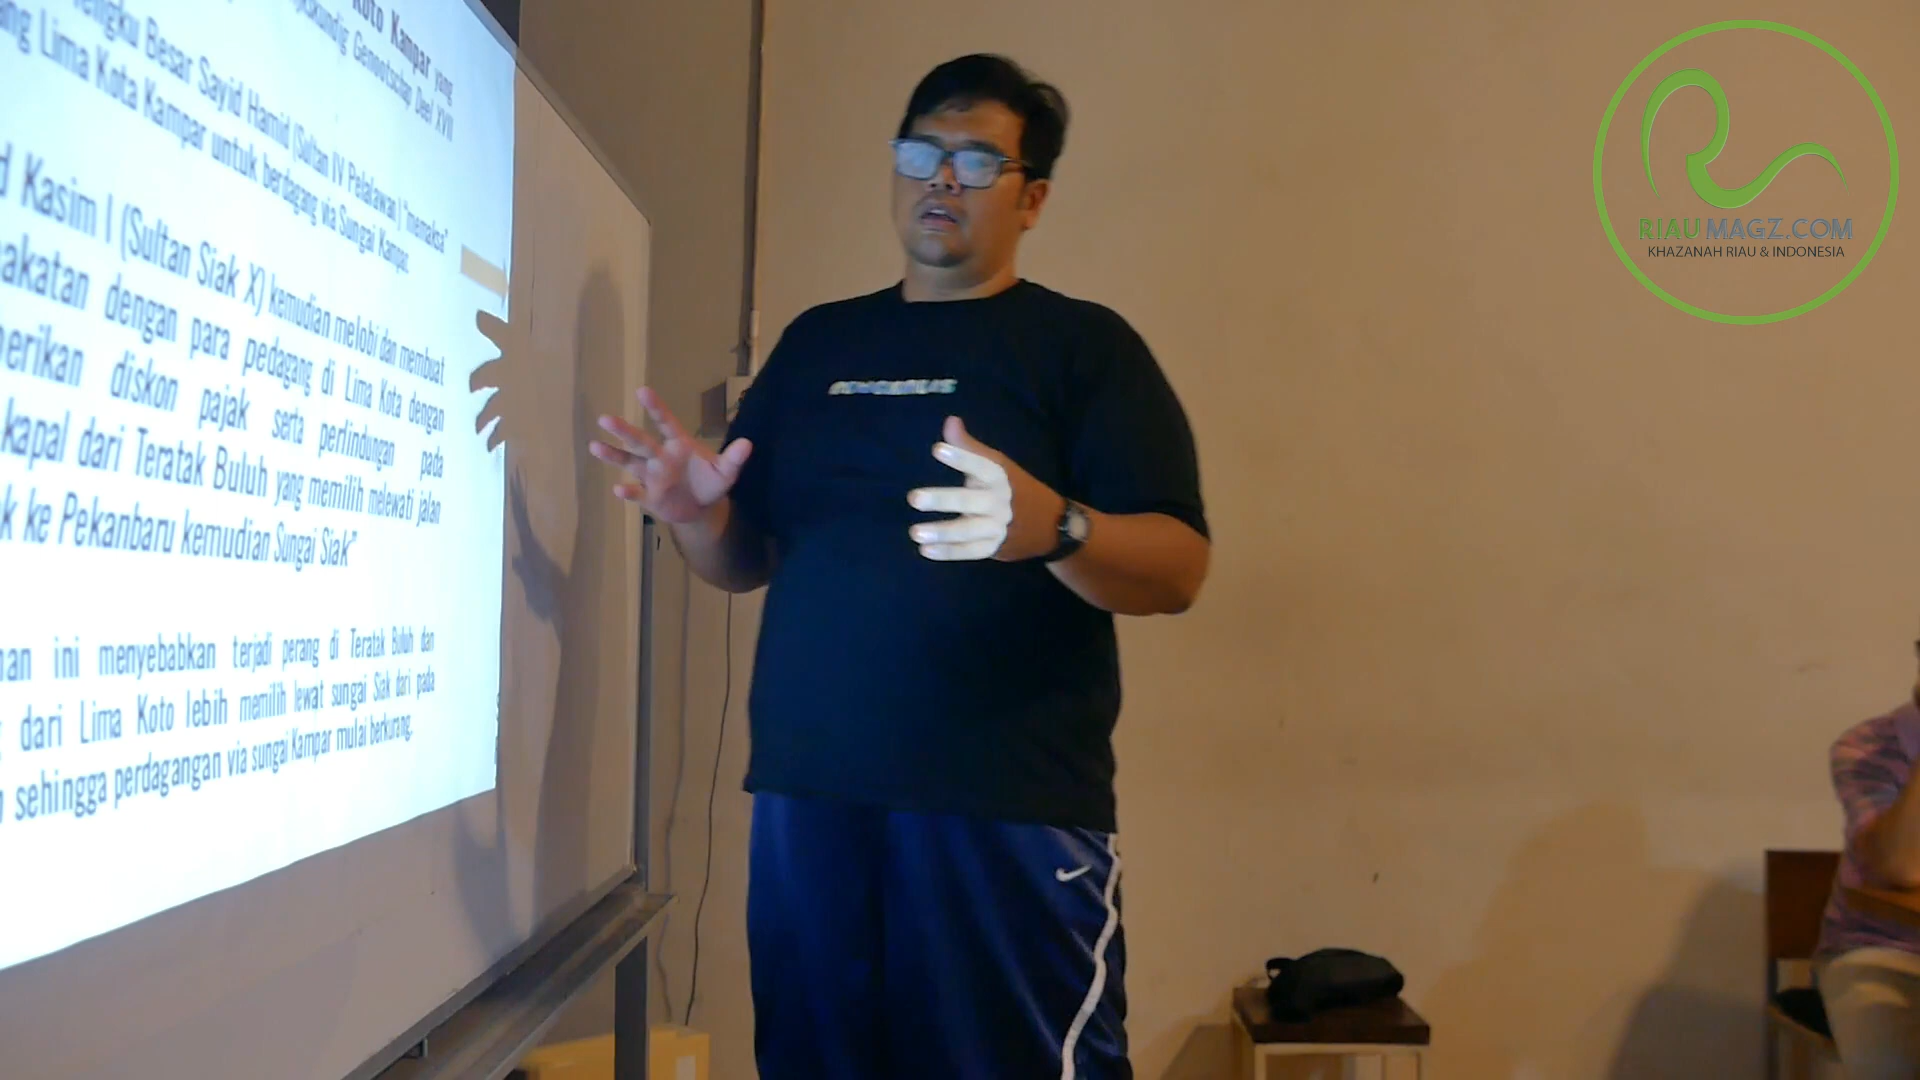 Koto Kampar yang
Genootschap Deel XVII
Besar Sayid Hamid (Sultan IV Pelalawan) "memaksa"
Lima Kota Kampar untuk berdagang via Sungai Kampar.
Kasim I (Sultan Siak X) kemudian melobi dan membuat
dengan para pedagang di Lima Kota dengan
diskon pajak serta perlindungan pada
kapal dari Teratak Buluh yang memilih melewati jalan
ke Pekanbaru kemudian Sungai Siak"
ini menyebabkan terjadi perang di Teratak Buluh dan
dari Lima Koto lebih memilih lewat sungai Siak dari pada
sehingga perdagangan via sungai Kampar mulai berkurang.
RIAUMAGZ.COM
KHAZANAH RIAU & INDONESIA